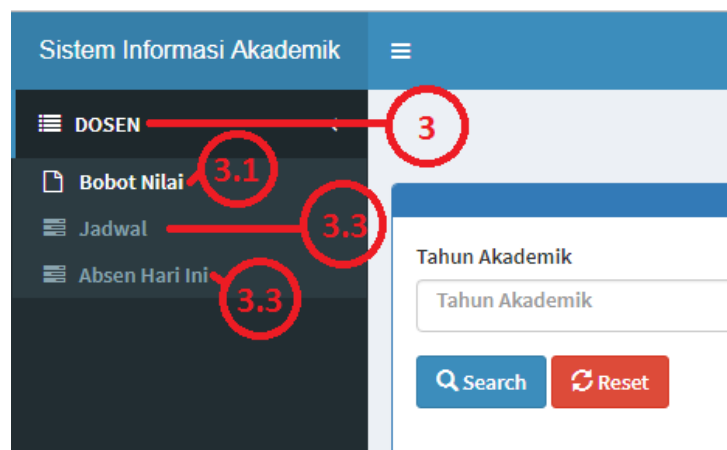 Sistem Informasi Akademik
DOSEN
3
Bobot Nilai
3.1
Jadwal
3.3
Absen Hari Ini
3.3
Tahun Akademik
Tahun Akademik
Search
Reset